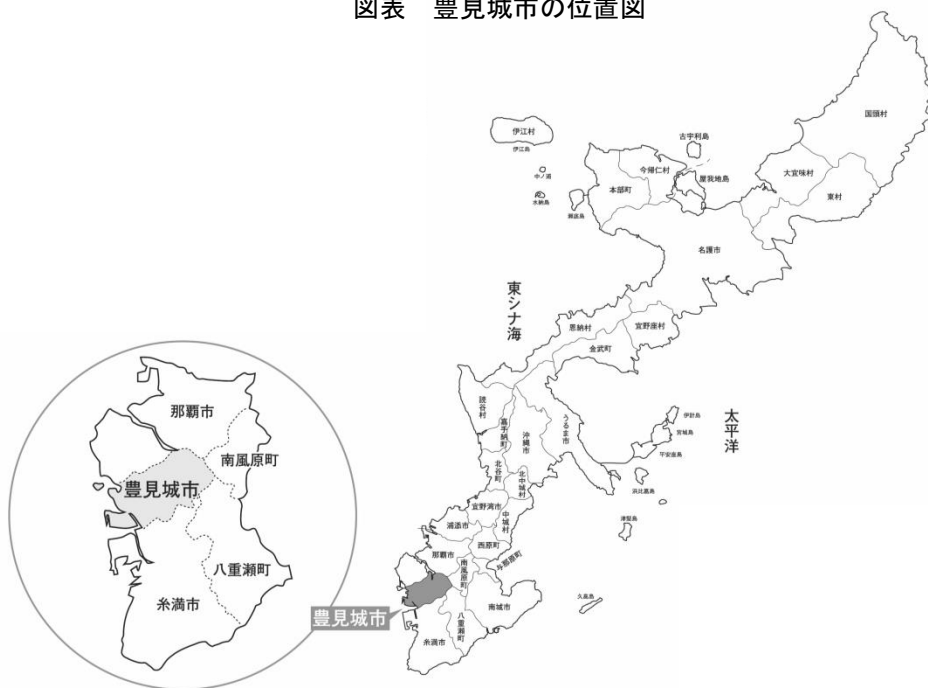 図表 豊見城市の位置図
国頭村
伊江村
伊江島
古宇利島
今帰仁村
大宜味村
屋我地島
本部町
東村
水納島
瀬底島
名護市
東シナ海
恩納村
宜野座村
金武町
読谷村
嘉手納町
沖縄市
うるま市
伊計島
宮城島
平安座島
太平洋
浜比嘉島
津堅島
北谷町
北中城村
宜野湾市
中城村
浦添市
西原町
那覇市
与那原町
南風原町
久高島
南城市
豊見城市
八重瀬町
糸満市
那覇市
南風原町
豊見城市
八重瀬町
糸満市